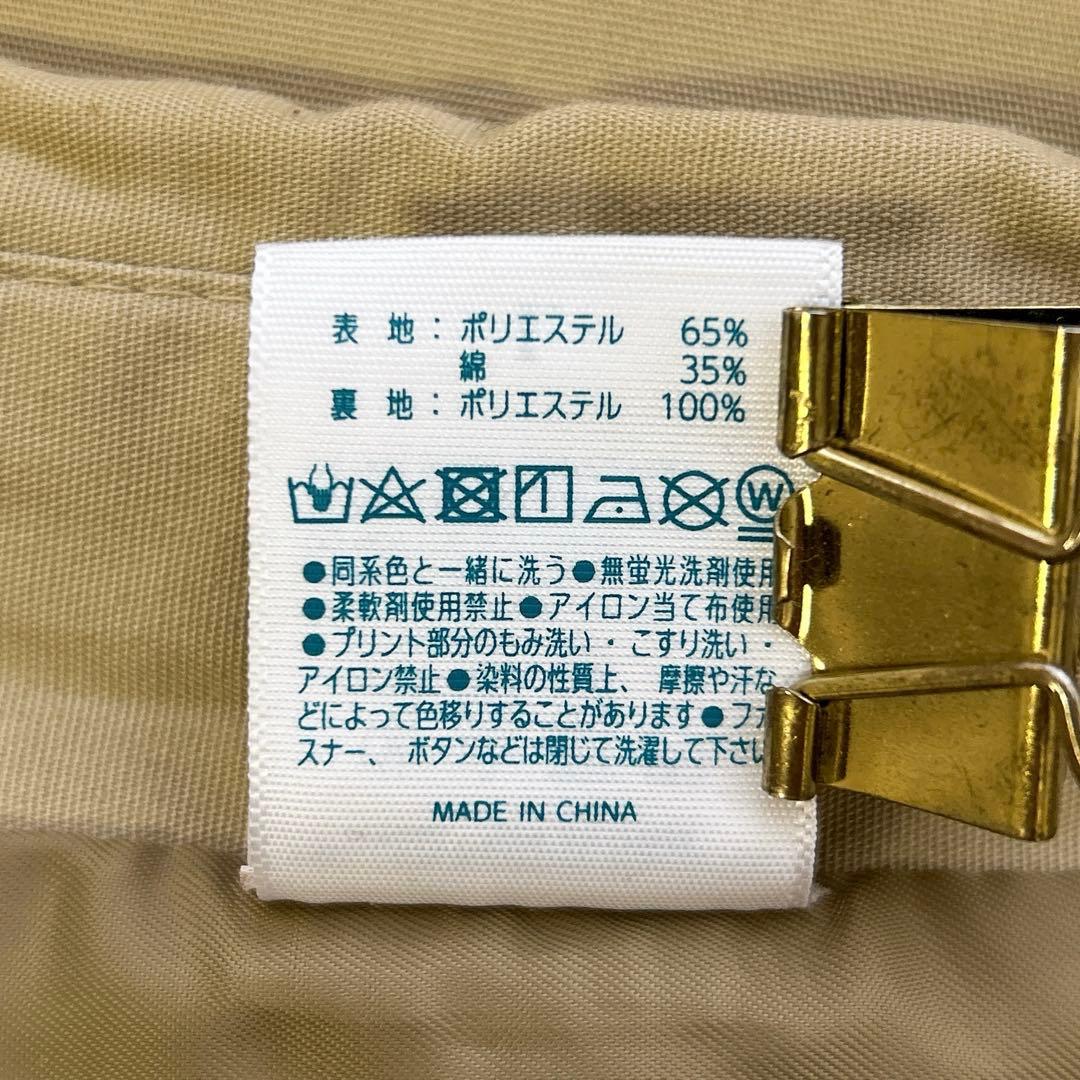 表 地：ポリエステル 65%
綿 35%
裏 地：ポリエステル 100%
W
●同系色と一緒に洗う●無蛍光洗剤使用
●柔軟剤使用禁止●アイロン当て布使用
●プリント部分のもみ洗い・こすり洗い・
アイロン禁止●染料の性質上、摩擦や汗な
どによって色移りすることがあります●ファ
スナー、ボタンなどは閉じて洗濯して下さい
MADE IN CHINA